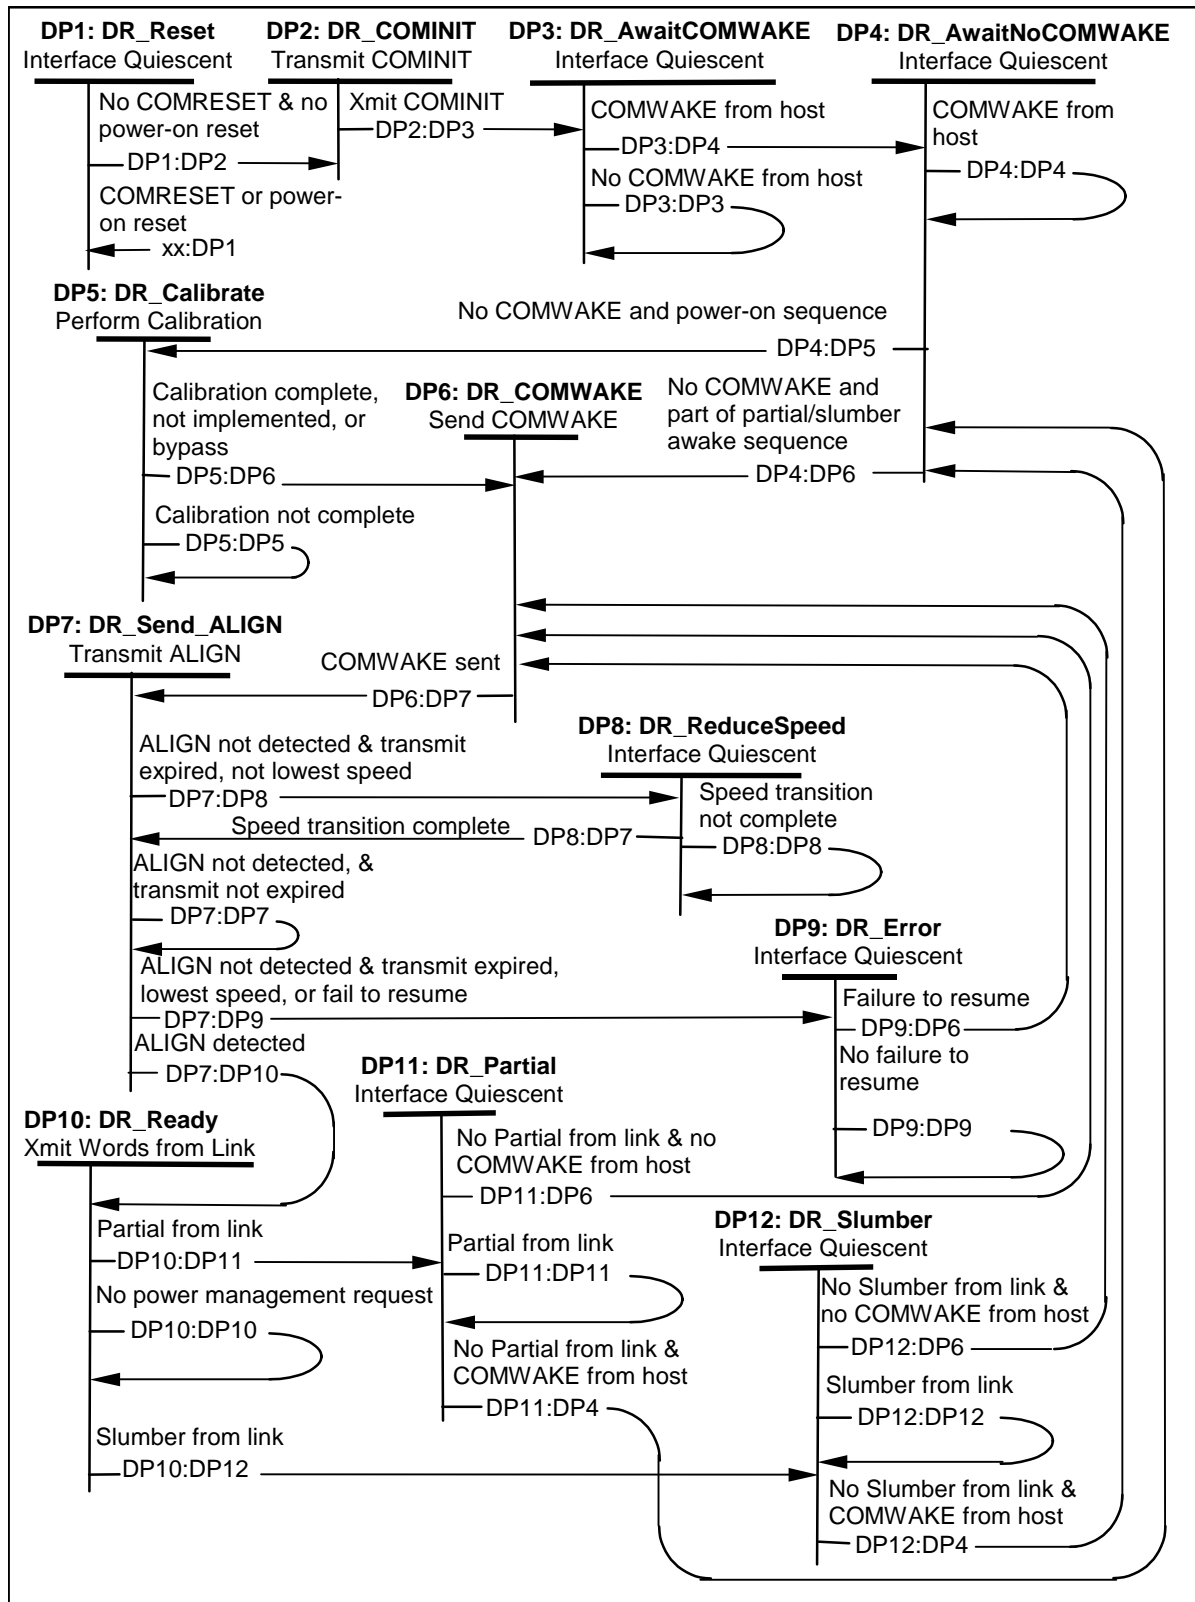 DP1: DR_Reset
Interface Quiescent
DP2: DR_COMINIT
Transmit COMINIT
DP3: DR_AwaitCOMWAKE
Interface Quiescent
DP4: DR_AwaitNoCOMWAKE
Interface Quiescent
No COMRESET & no
power-on reset
DP1:DP2
COMRESET or power-
on reset
xx:DP1
Xmit COMINIT
DP2:DP3
COMWAKE from host
DP3:DP4
No COMWAKE from host
DP3:DP3
COMWAKE from
host
DP4:DP4
No COMWAKE and power-on sequence
DP4:DP5
No COMWAKE and
part of partial/slumber
awake sequence
DP4:DP6
DP5: DR_Calibrate
Perform Calibration
Calibration complete,
not implemented, or
bypass
DP5:DP6
Calibration not complete
DP5:DP5
DP6: DR_COMWAKE
Send COMWAKE
COMWAKE sent
DP6:DP7
DP7: DR_Send_ALIGN
Transmit ALIGN
ALIGN not detected & transmit
expired, not lowest speed
DP7:DP8
Speed transition complete
DP8:DP7
ALIGN not detected, &
transmit not expired
DP7:DP7
ALIGN not detected & transmit expired,
lowest speed, or fail to resume
DP7:DP9
ALIGN detected
DP7:DP10
DP8: DR_ReduceSpeed
Interface Quiescent
Speed transition
not complete
DP8:DP8
DP9: DR_Error
Interface Quiescent
Failure to resume
DP9:DP6
No failure to
resume
DP9:DP9
DP10: DR_Ready
Xmit Words from Link
Partial from link
DP10:DP11
No power management request
DP10:DP10
Slumber from link
DP10:DP12
DP11: DR_Partial
Interface Quiescent
No Partial from link & no
COMWAKE from host
DP11:DP6
Partial from link
DP11:DP11
No Partial from link &
COMWAKE from host
DP11:DP4
DP12: DR_Slumber
Interface Quiescent
No Slumber from link &
no COMWAKE from host
DP12:DP6
Slumber from link
DP12:DP12
No Slumber from link &
COMWAKE from host
DP12:DP4